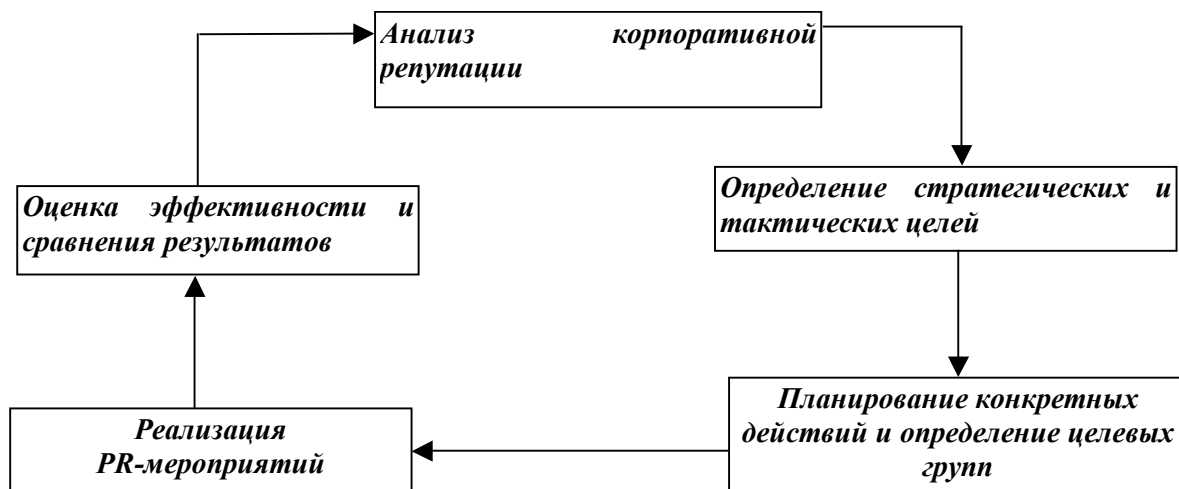 Анализ корпоративной
репутации
Оценка эффективности и
сравнения результатов
Определение стратегических и
тактических целей
Реализация
PR-мероприятий
Планирование конкретных
действий и определение целевых
групп